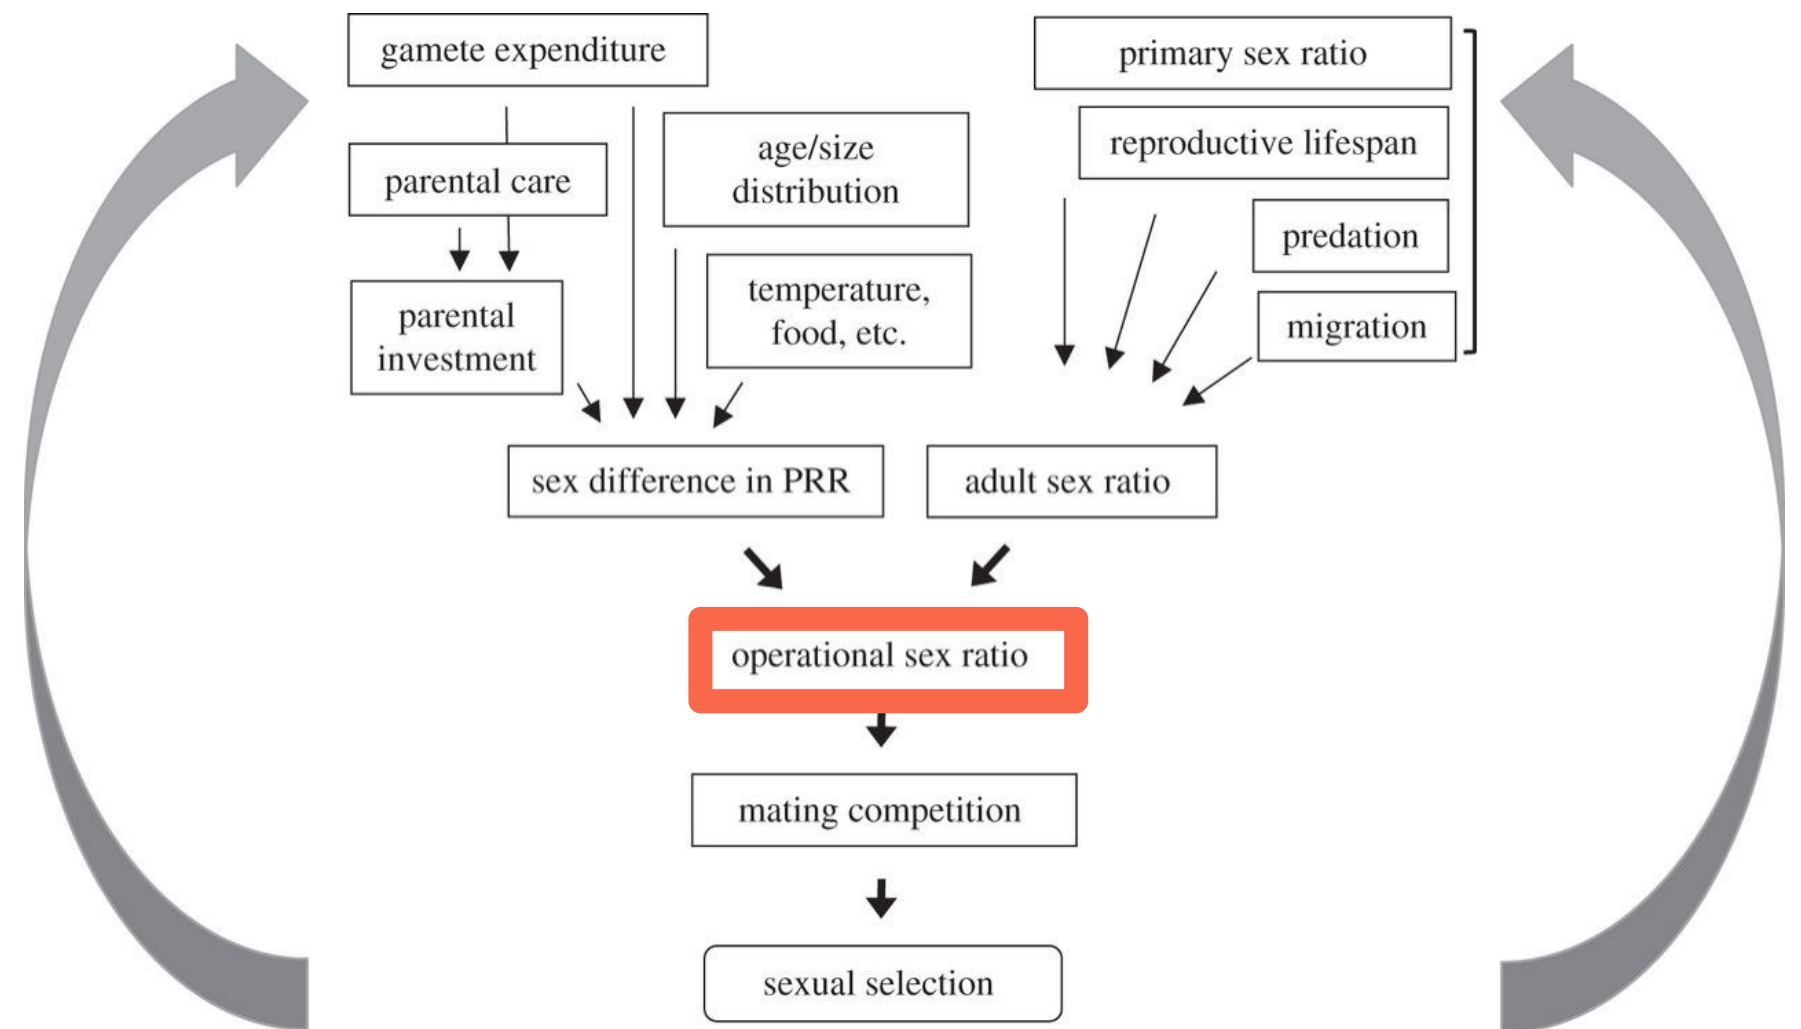 gamete expenditure
primary sex ratio
parental care
age/size
distribution
reproductive lifespan
predation
parental
investment
temperature,
food, etc.
migration
sex difference in PRR
adult sex ratio
operational sex ratio
mating competition
sexual selection